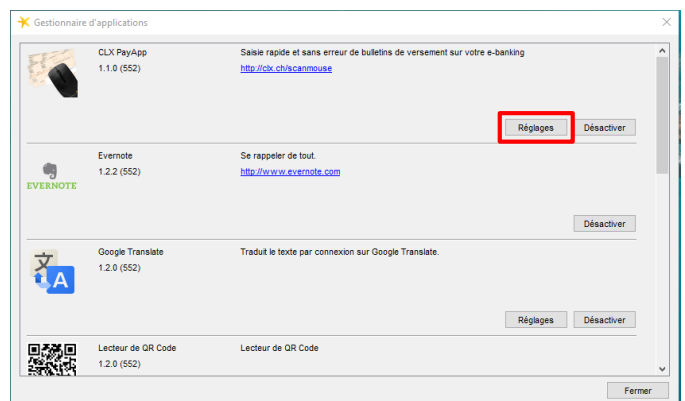 Gestionnaire d'applications
CLX PayApp
Saisie rapide et sans erreur de bulletins de versement sur votre e-banking
1.1.0 (552)
http://clx.ch/scanmouse
Réglages
Désactiver
Evernote
Se rappeler de tout.
1.2.2 (552)
http://www.evernote.com
EVERNOTE
Désactiver
Google Translate
Traduit le texte par connexion sur Google Translate.
1.2.0 (552)
文
A
Réglages
Désactiver
Lecteur de QR Code
Lecteur de QR Code
1.2.0 (552)
Fermer